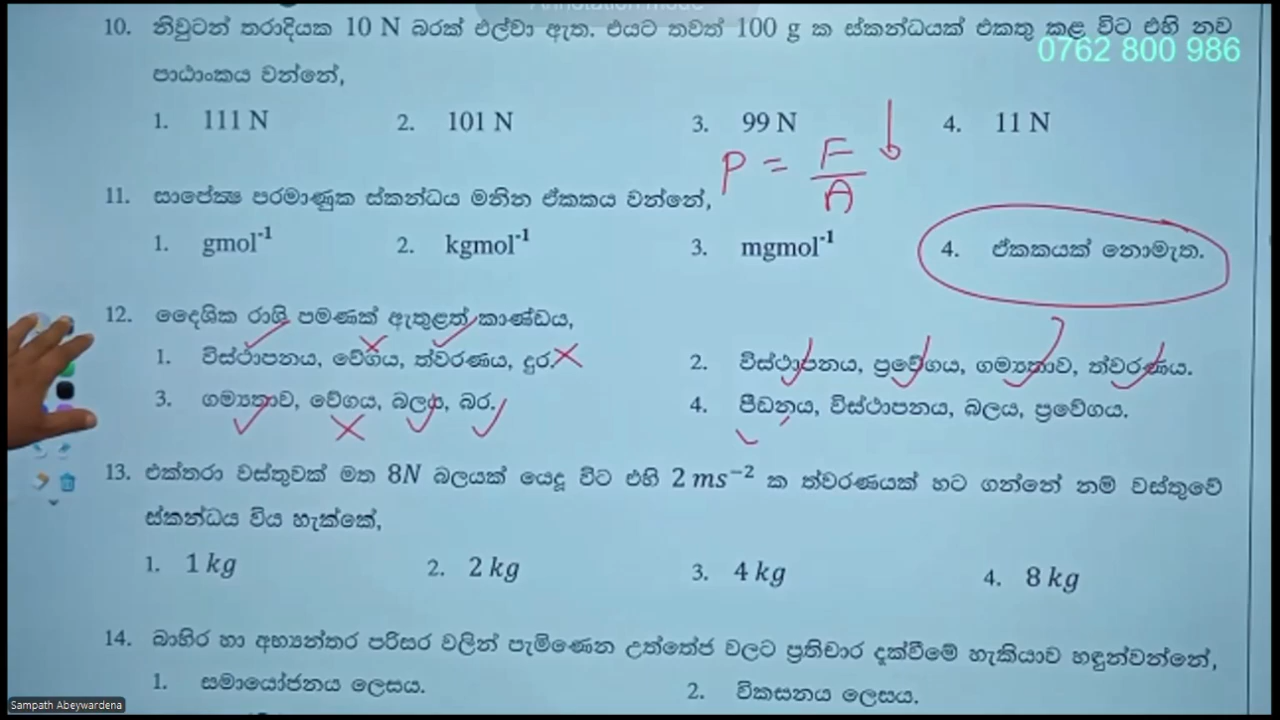 Annotation mode
10. නිව්ටන් තරාදියක 10 N බරක් එල්වා ඇත. එයට තවත් 100 g ක ස්කන්ධයක් එකතු කළ විට එහි නව
0762 800 986
පාඨාංකය වන්නේ,
1. 111 N 2. 101 N 3. 99 N 4. 11 N
P = F / A
11. සාපේක්ෂ පරමාණුක ස්කන්ධය මනින ඒකකය වන්නේ,
1. gmol⁻¹ 2. kgmol⁻¹ 3. mgmol⁻¹ 4. ඒකකයක් නොමැත.
12. දෛශික රාශි පමණක් ඇතුළත් කාණ්ඩය,
1. විස්ථාපනය, වේගය, ත්වරණය, දුර. 2. විස්ථාපනය, ප්‍රවේගය, ගම්‍යතාව, ත්වරණය.
3. ගම්‍යතාව, වේගය, බලය, බර. 4. පීඩනය, විස්ථාපනය, බලය, ප්‍රවේගය.
13. එක්තරා වස්තුවක් මත 8N බලයක් යෙදූ විට එහි 2 ms⁻² ක ත්වරණයක් හට ගන්නේ නම් වස්තුවේ
ස්කන්ධය විය හැක්කේ,
1. 1 kg 2. 2 kg 3. 4 kg 4. 8 kg
14. බාහිර හා අභ්‍යන්තර පරිසර වලින් පැමිණෙන උත්තේජ වලට ප්‍රතිචාර දැක්වීමේ හැකියාව හඳුන්වන්නේ,
1. සමායෝජනය ලෙසය. 2. විකසනය ලෙසය.
Sampath Abeywardena